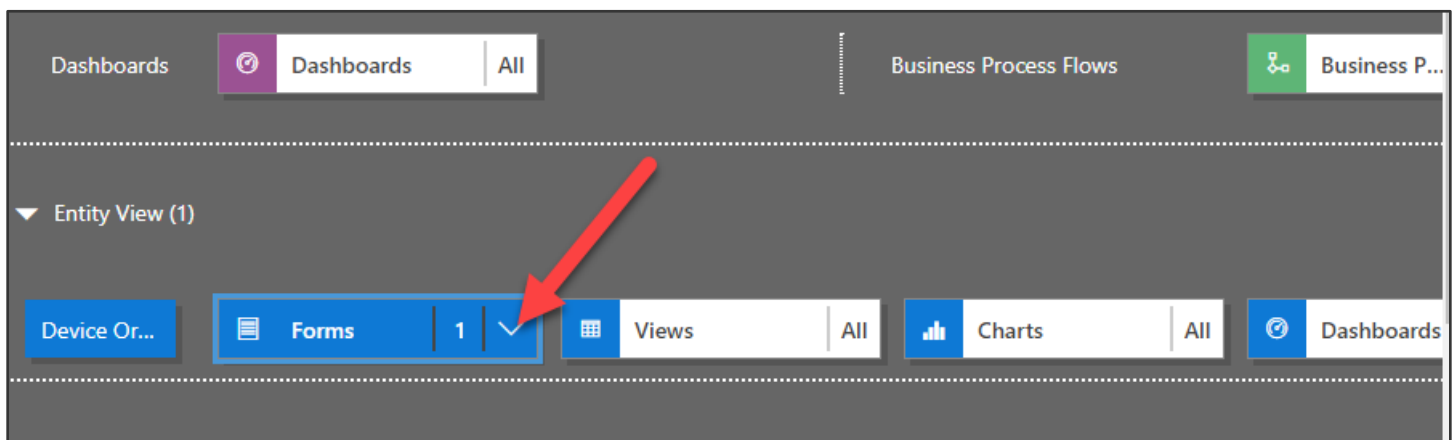 Dashboards Dashboards All Business Process Flows Business P...
Entity View (1)
Device Or... Forms 1 Views All Charts All Dashboards